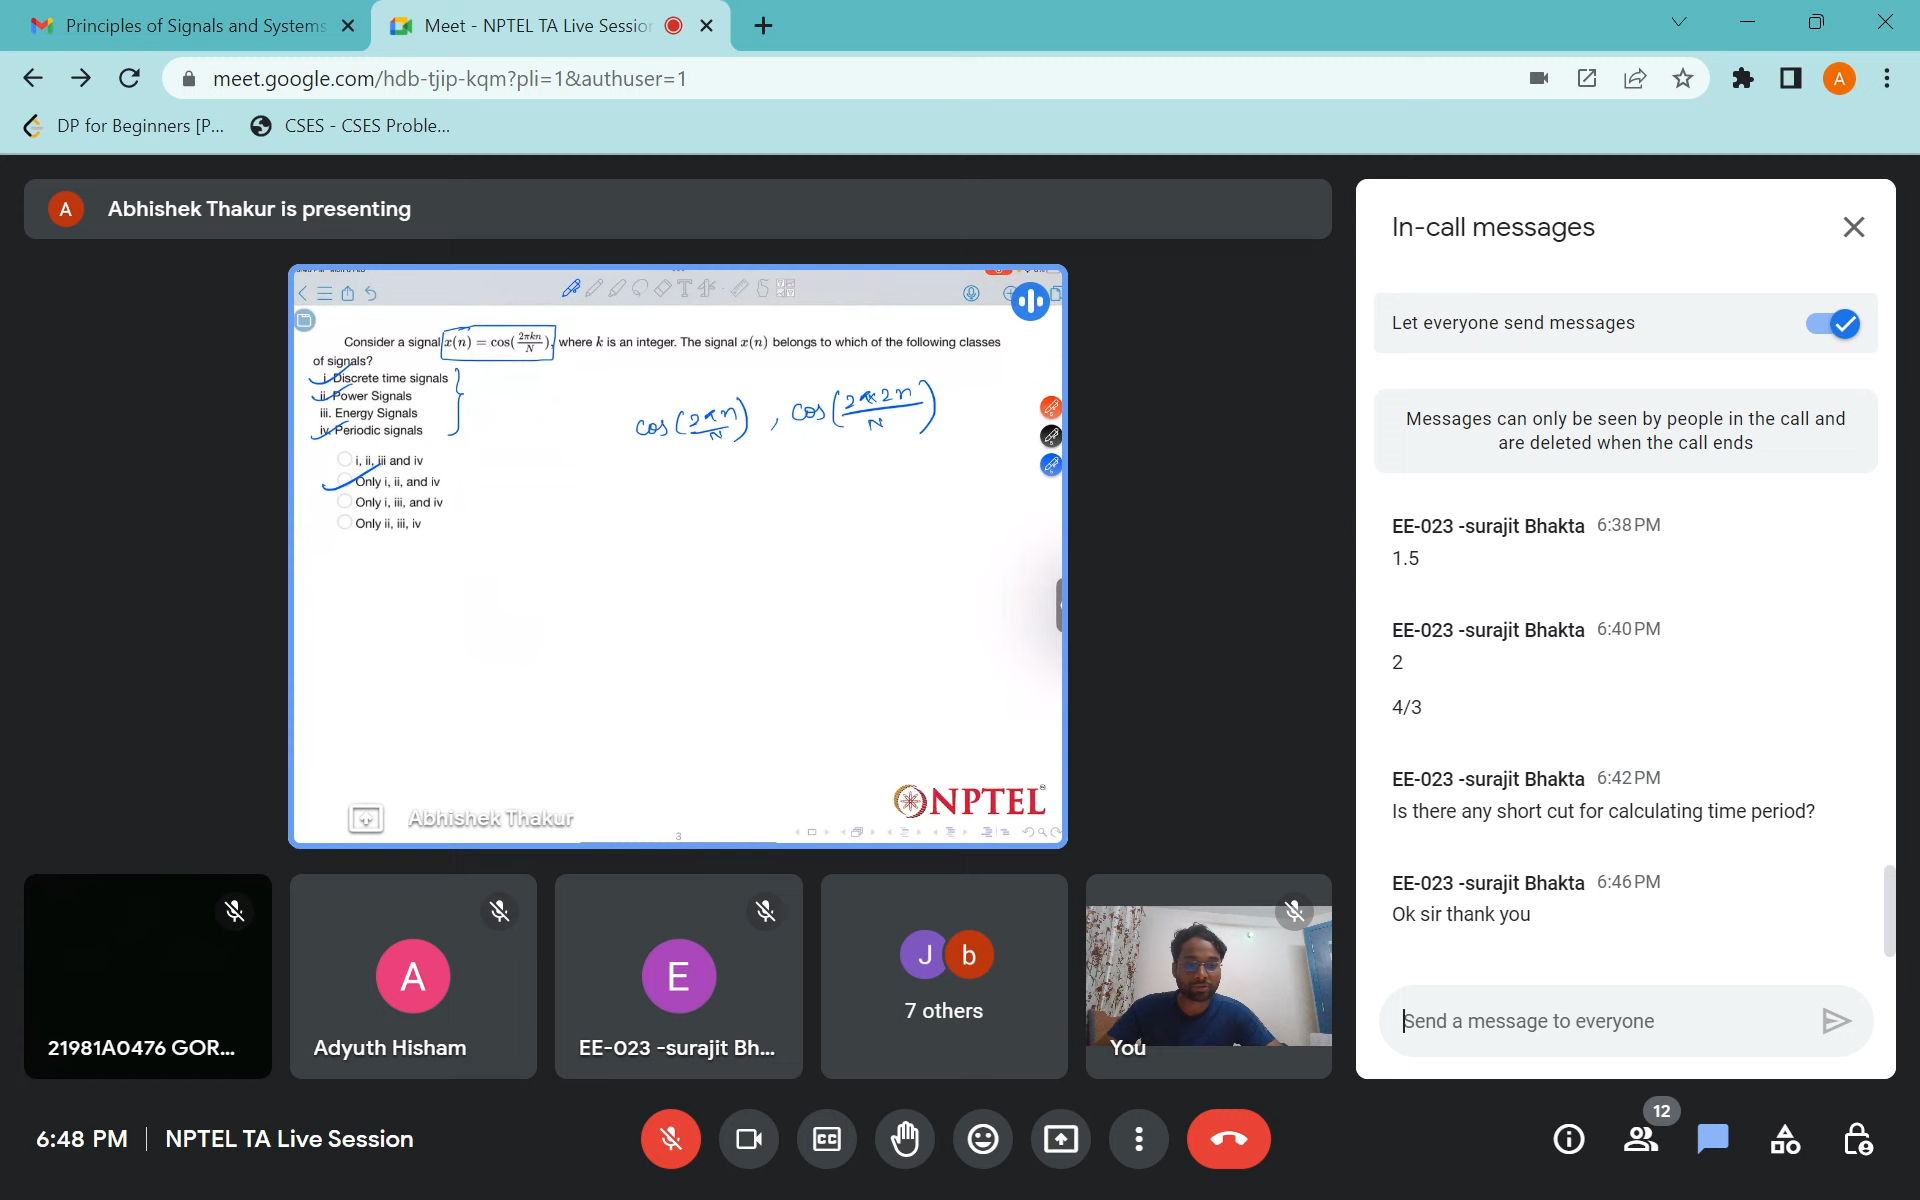 Principles of Signals and Systems
Meet - NPTEL TA Live Session
meet.google.com/hdb-tjip-kqm?pli=1&authuser=1
A
DP for Beginners [P...
CSES - CSES Proble...
A
Abhishek Thakur is presenting
Consider a signal x(n) = cos(2πkn/N), where k is an integer. The signal x(n) belongs to which of the following classes
of signals?
i. Discrete time signals
ii. Power Signals
iii. Energy Signals
iv. Periodic signals
cos(2πn/N) , cos(2π2n/N)
i, ii, iii and iv
Only i, ii, and iv
Only i, iii, and iv
Only ii, iii, iv
NPTEL
Abhishek Thakur
3
21981A0476 GOR...
A
Adyuth Hisham
E
EE-023 -surajit Bh...
J b
7 others
You
In-call messages
Let everyone send messages
Messages can only be seen by people in the call and
are deleted when the call ends
EE-023 -surajit Bhakta 6:38 PM
1.5
EE-023 -surajit Bhakta 6:40 PM
2
4/3
EE-023 -surajit Bhakta 6:42 PM
Is there any short cut for calculating time period?
EE-023 -surajit Bhakta 6:46 PM
Ok sir thank you
Send a message to everyone
6:48 PM | NPTEL TA Live Session
CC
12